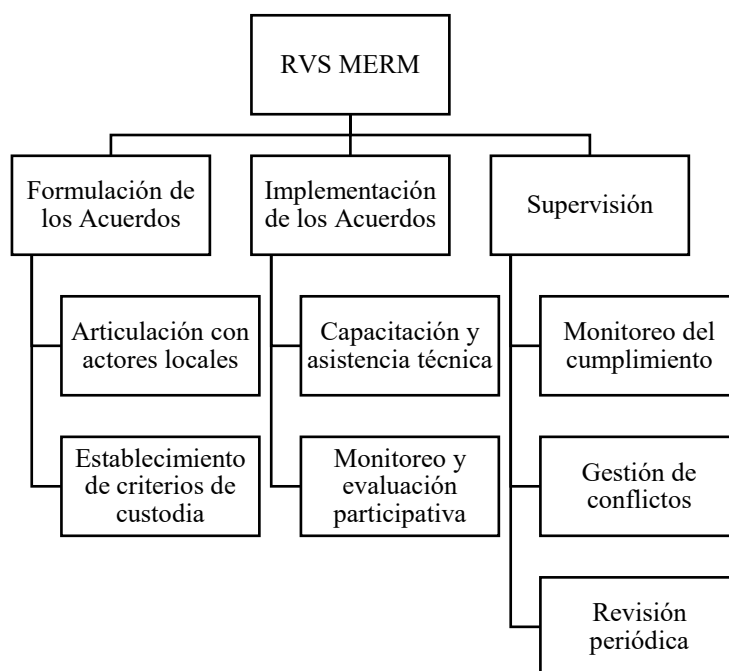 RVS MERM
Formulación de
los Acuerdos
Implementación
de los Acuerdos
Supervisión
Articulación con
actores locales
Capacitación y
asistencia técnica
Monitoreo del
cumplimiento
Establecimiento
de criterios de
custodia
Monitoreo y
evaluación
participativa
Gestión de
conflictos
Revisión
periódica